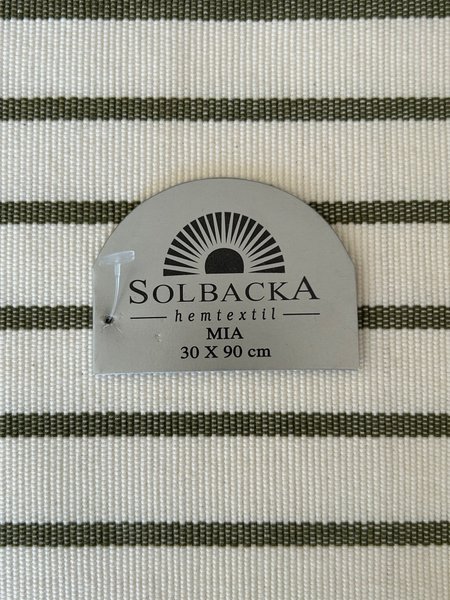 SOLBACKA
hemtextil
MIA
30 X 90 cm